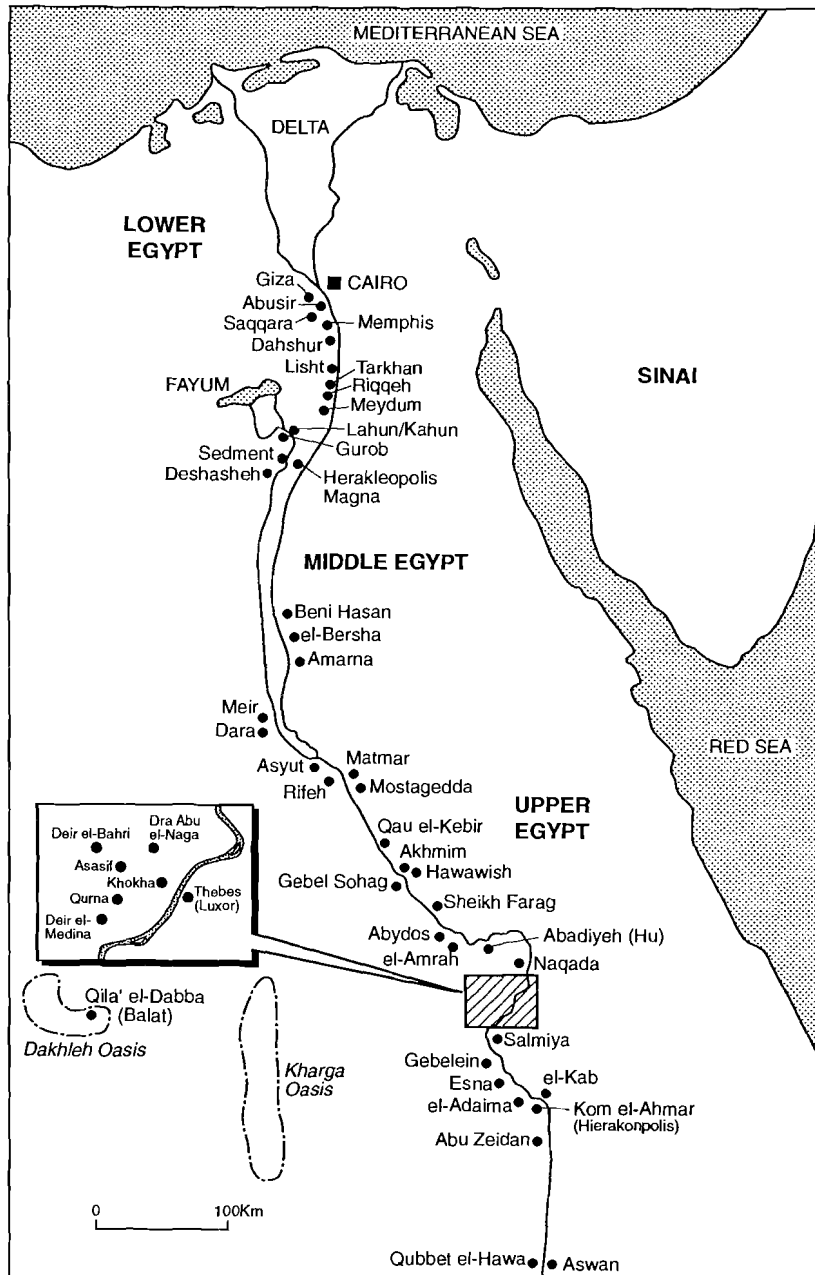 MEDITERRANEAN SEA
DELTA
LOWER
EGYPT
Giza
CAIRO
Abusir
Saqqara
Memphis
Dahshur
Lisht
Tarkhan
FAYUM
Riqqeh
Meydum
SINAI
Lahun/Kahun
Gurob
Sedment
Deshasheh
Herakleopolis
Magna
MIDDLE EGYPT
Beni Hasan
el-Bersha
Amarna
Meir
Dara
RED SEA
Asyut
Matmar
Rifeh
Mostagedda
UPPER
EGYPT
Qau el-Kebir
Akhmim
Hawawish
Gebel Sohag
Sheikh Farag
Abydos
el-Amrah
Abadiyeh (Hu)
Naqada
Deir el-Bahri
Dra Abu
el-Naga
Asasif
Khokha
Qurna
Thebes
(Luxor)
Deir el-
Medina
Qila' el-Dabba
(Balat)
Dakhleh Oasis
Kharga
Oasis
Salmiya
Gebelein
Esna
el-Kab
el-Adaima
Kom el-Ahmar
(Hierakonpolis)
Abu Zeidan
0 100Km
Qubbet el-Hawa
Aswan